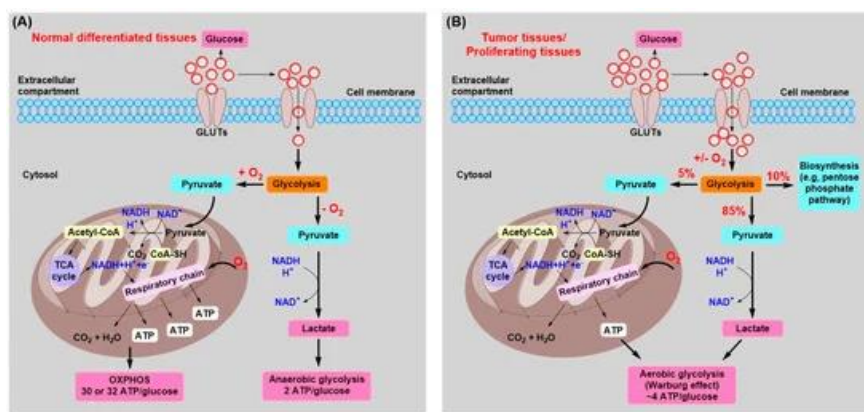 (A)
Normal differentiated tissues
Glucose
Extracellular
compartment
Cell membrane
GLUTs
Cytosol
+ O₂
Pyruvate
Glycolysis
- O₂
NADH
H⁺
NAD⁺
Acetyl-CoA
Pyruvate
CO₂
CoA-SH
TCA
cycle
NADH+H⁺+e⁻
O₂
Respiratory chain
Pyruvate
NADH
H⁺
NAD⁺
ATP
ATP
ATP
ATP
CO₂ + H₂O
Lactate
OXPHOS
30 or 32 ATP/glucose
Anaerobic glycolysis
2 ATP/glucose
(B)
Tumor tissues/
Proliferating tissues
Glucose
Extracellular
compartment
Cell membrane
GLUTs
Cytosol
+/- O₂
5%
10%
Pyruvate
Glycolysis
Biosynthesis
(e.g, pentose
phosphate
pathway)
85%
NADH
H⁺
NAD⁺
Acetyl-CoA
Pyruvate
CO₂
CoA-SH
TCA
cycle
NADH+H⁺+e⁻
O₂
Respiratory chain
Pyruvate
NADH
H⁺
NAD⁺
CO₂ + H₂O
ATP
Lactate
Aerobic glycolysis
(Warburg effect)
~4 ATP/glucose